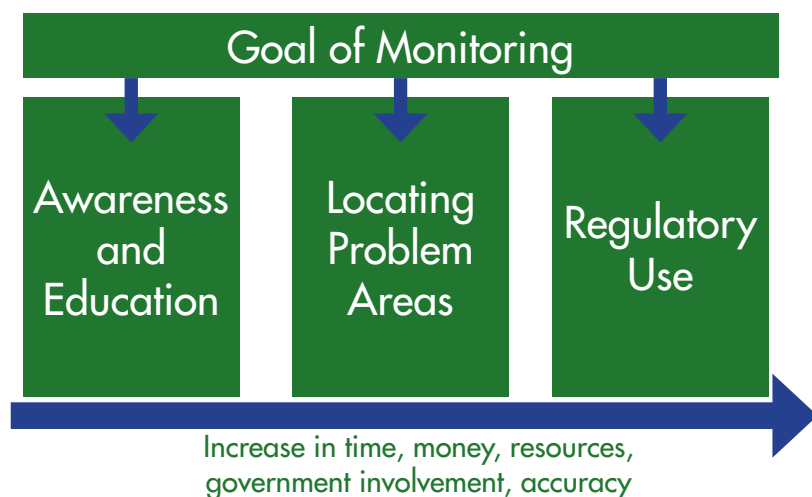 Goal of Monitoring
Awareness
and
Education
Locating
Problem
Areas
Regulatory
Use
Increase in time, money, resources,
government involvement, accuracy